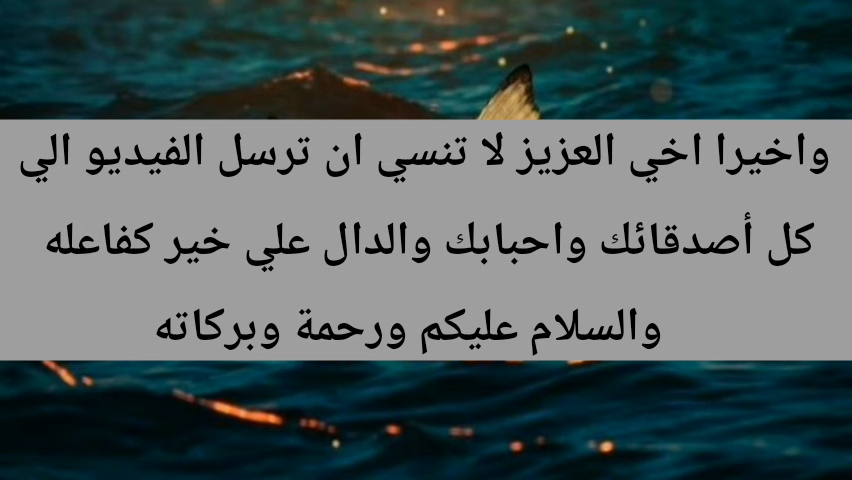 واخيرا اخي العزيز لا تنسي ان ترسل الفيديو الي
كل أصدقائك واحبابك والدال علي خير كفاعله
والسلام عليكم ورحمة وبركاته